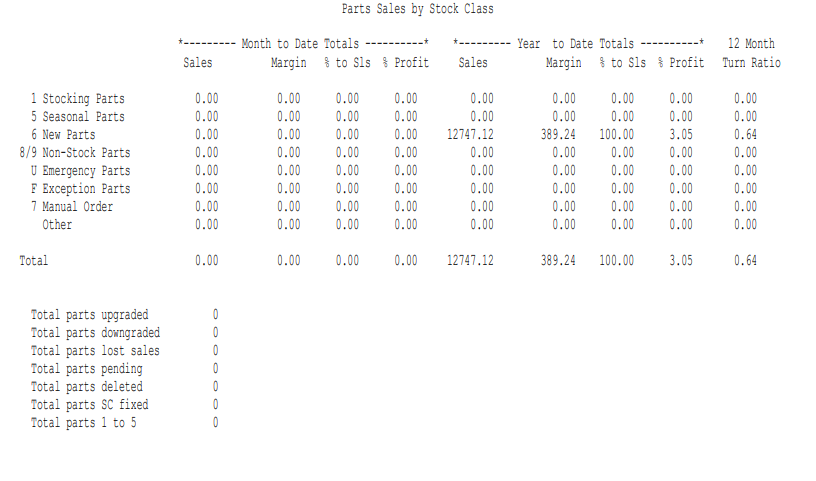 Parts Sales by Stock Class
*--------- Month to Date Totals ----------* *--------- Year  to Date Totals ----------* 12 Month
Sales Margin % to Sls % Profit Sales Margin % to Sls % Profit Turn Ratio
1 Stocking Parts 0.00 0.00 0.00 0.00 0.00 0.00 0.00 0.00 0.00
5 Seasonal Parts 0.00 0.00 0.00 0.00 0.00 0.00 0.00 0.00 0.00
6 New Parts 0.00 0.00 0.00 0.00 12747.12 389.24 100.00 3.05 0.64
8/9 Non-Stock Parts 0.00 0.00 0.00 0.00 0.00 0.00 0.00 0.00 0.00
U Emergency Parts 0.00 0.00 0.00 0.00 0.00 0.00 0.00 0.00 0.00
F Exception Parts 0.00 0.00 0.00 0.00 0.00 0.00 0.00 0.00 0.00
7 Manual Order 0.00 0.00 0.00 0.00 0.00 0.00 0.00 0.00 0.00
Other 0.00 0.00 0.00 0.00 0.00 0.00 0.00 0.00 0.00
Total 0.00 0.00 0.00 0.00 12747.12 389.24 100.00 3.05 0.64
Total parts upgraded 0
Total parts downgraded 0
Total parts lost sales 0
Total parts pending 0
Total parts deleted 0
Total parts SC fixed 0
Total parts 1 to 5 0